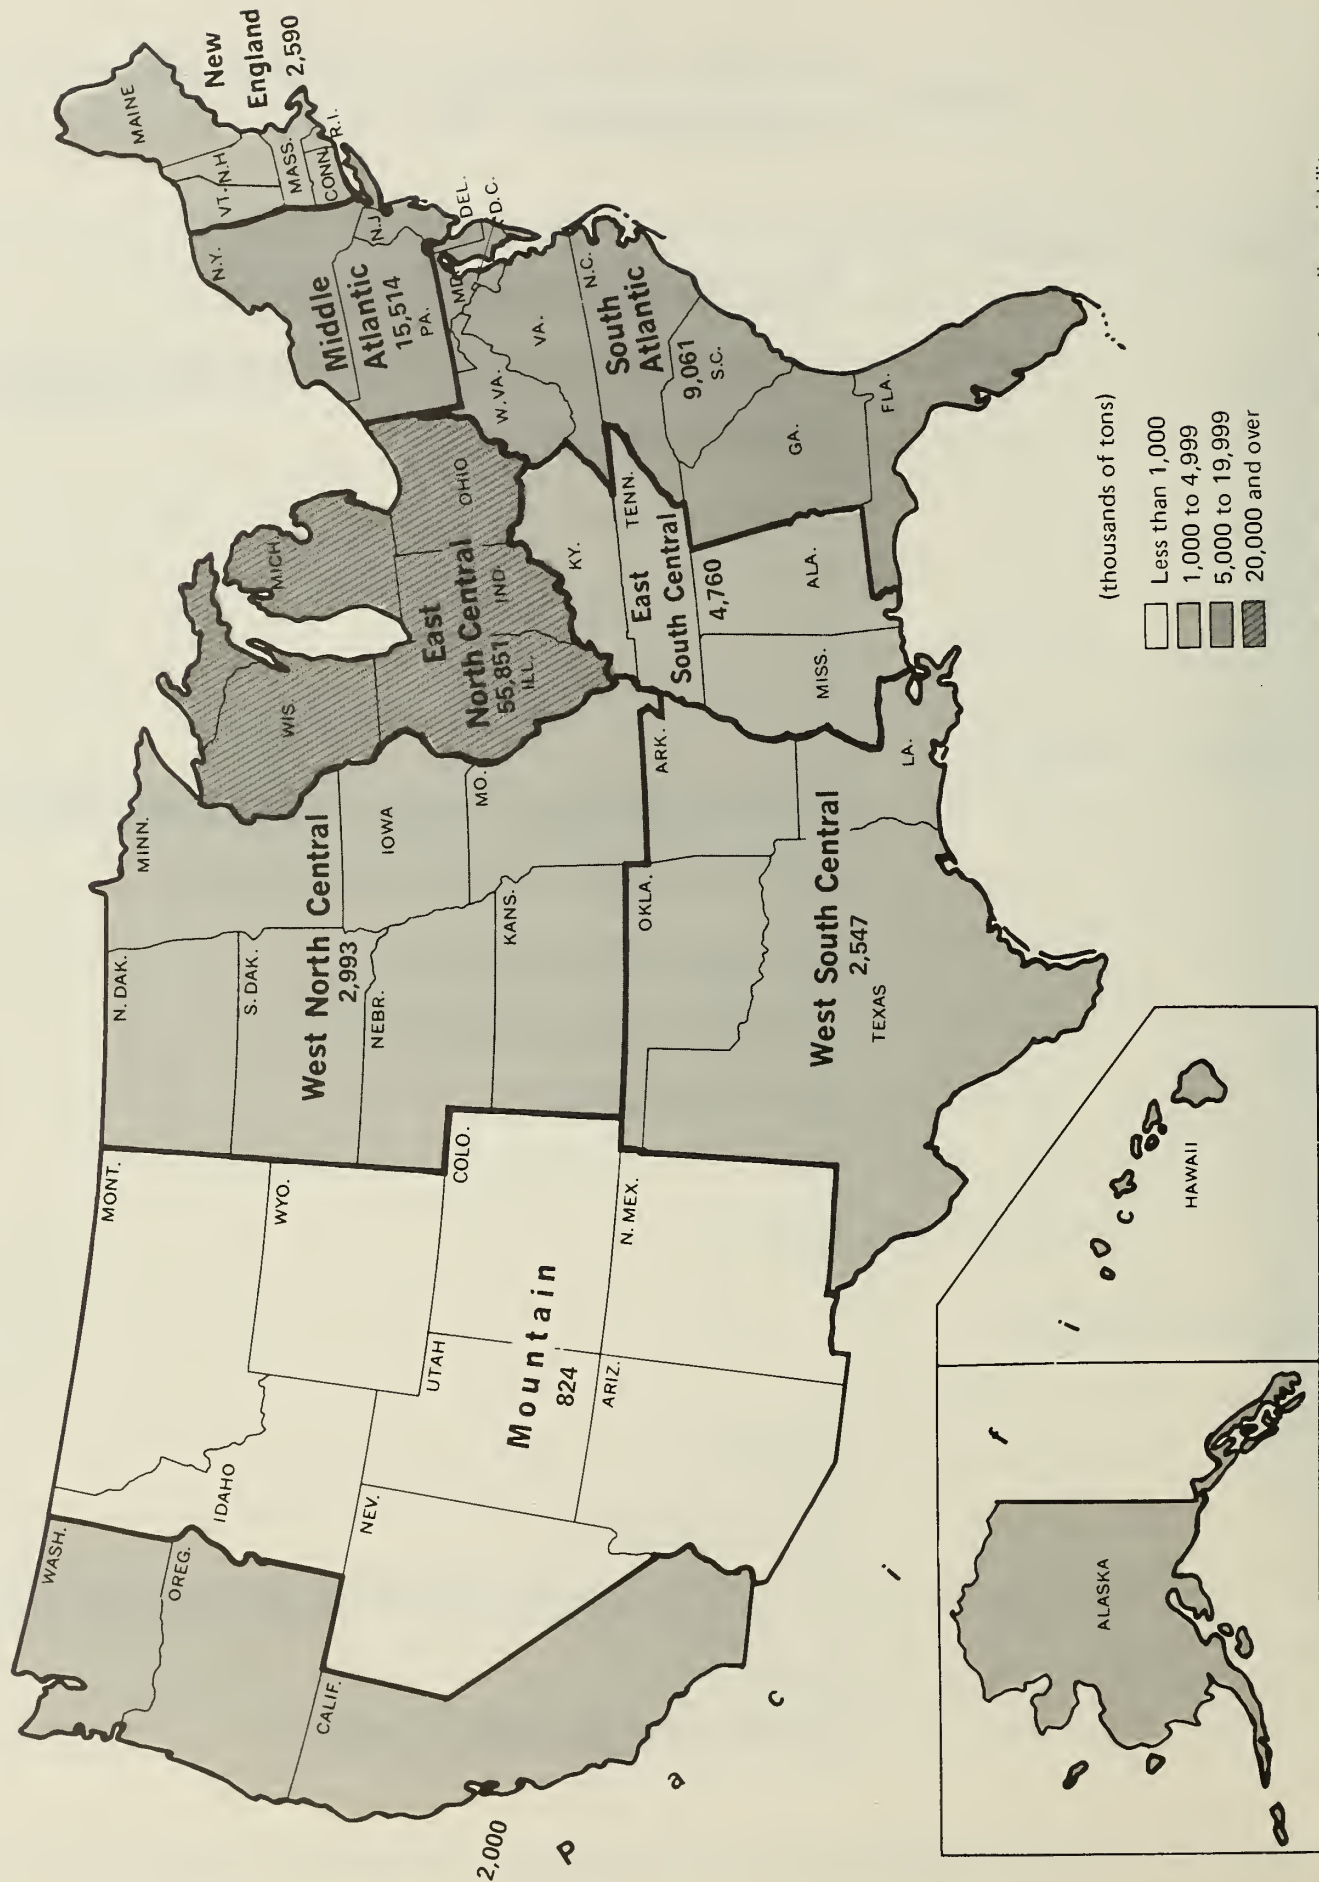 WASH.
OREG.
CALIF.
NEV.
IDAHO
MONT.
WYO.
UTAH
COLO.
ARIZ.
N. MEX.
Mountain
824
2,000
P
a
c
i
f
i
c
N. DAK.
S. DAK.
MINN.
West North Central
2,993
NEBR.
IOWA
KANS.
MO.
OKLA.
ARK.
West South Central
2,547
TEXAS
LA.
WIS
MICH.
East
North Central
55,851
ILL.
IND.
OHIO
KY.
TENN.
East
South Central
4,760
MISS.
ALA.
MAINE
New
England
2,590
VT.
N.H
MASS.
CONN.
R.I.
N.Y.
N.J
Middle
Atlantic
15,514
PA.
DEL.
D.C.
MD.
W. VA.
VA.
N.C.
South
Atlantic
9,061
S.C.
GA.
FLA.
ALASKA
HAWAII
(thousands of tons)
Less than 1,000
1,000 to 4,999
5,000 to 19,999
20,000 and over